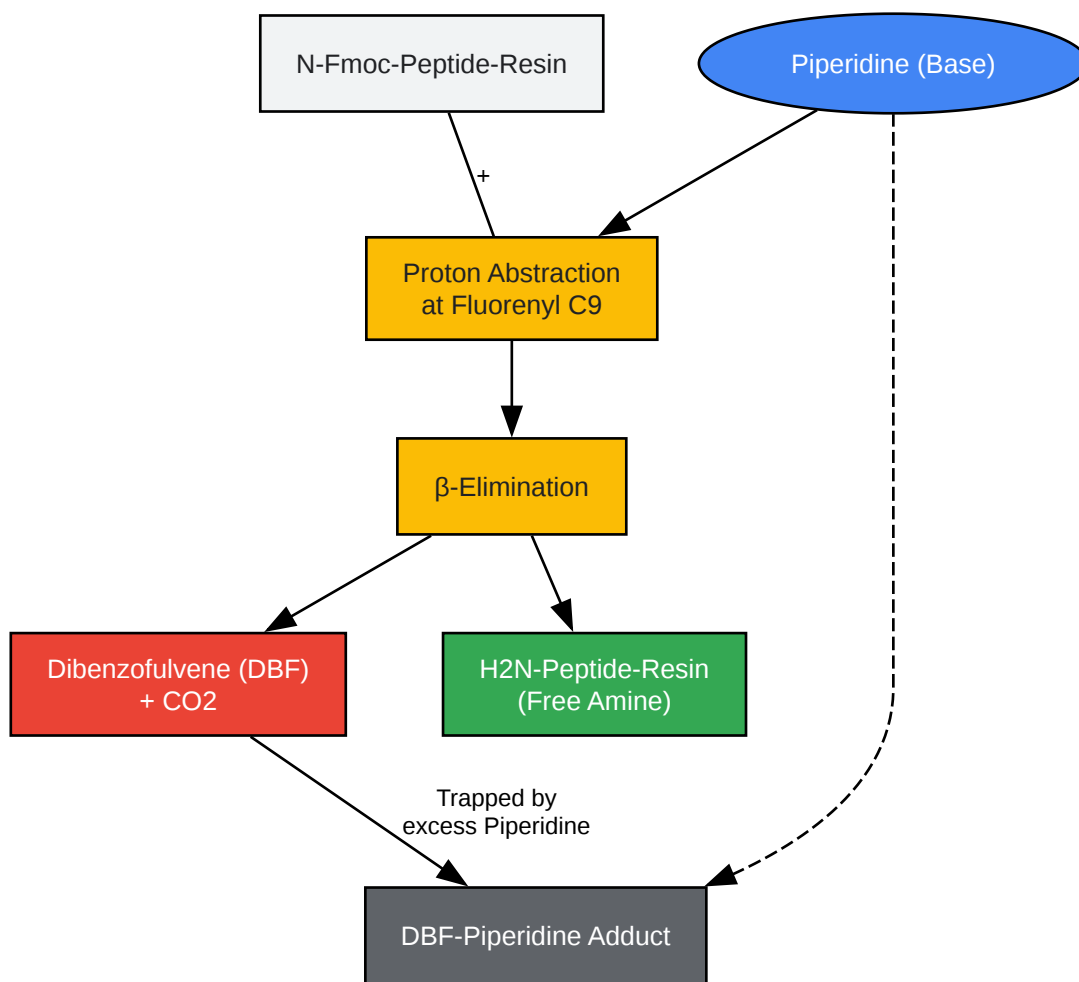 N-Fmoc-Peptide-Resin
Piperidine (Base)
+
Proton Abstraction
at Fluorenyl C9
β-Elimination
Dibenzofulvene (DBF)
+ CO2
H2N-Peptide-Resin
(Free Amine)
Trapped by
excess Piperidine
DBF-Piperidine Adduct